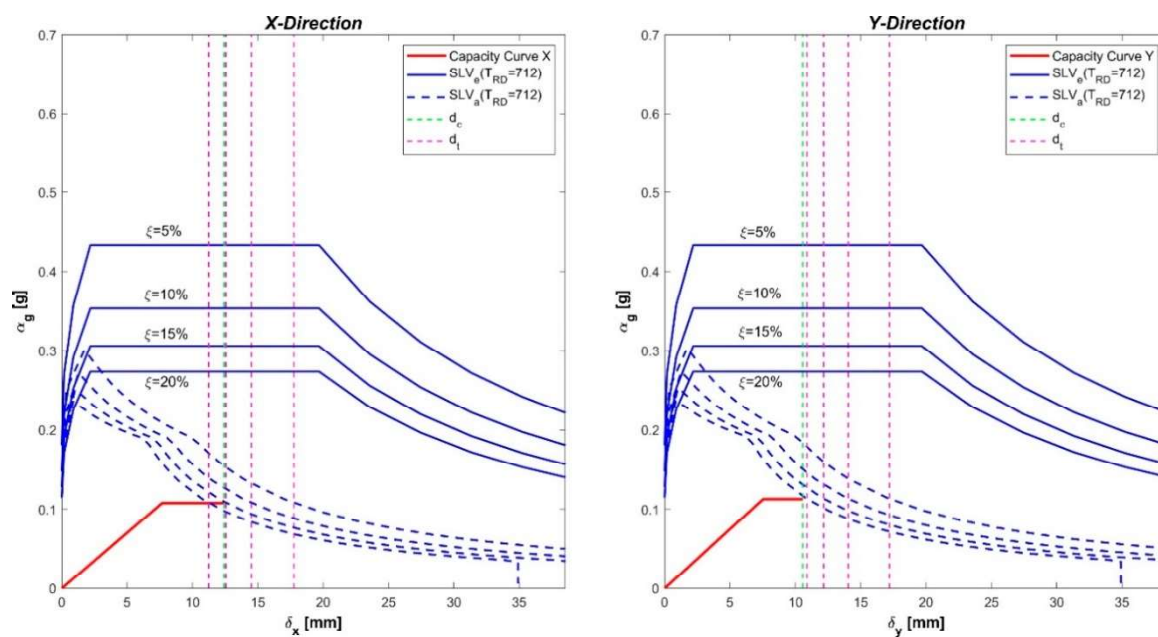 X-Direction
0.7
0.6
0.5
0.4
0.3
0.2
0.1
0
α_g [g]
Capacity Curve X
SLV_e(T_RD=712)
SLV_a(T_RD=712)
d_c
d_t
ξ=5%
ξ=10%
ξ=15%
ξ=20%
0 5 10 15 20 25 30 35
δ_x [mm]
Y-Direction
0.7
0.6
0.5
0.4
0.3
0.2
0.1
0
α_g [g]
Capacity Curve Y
SLV_e(T_RD=712)
SLV_a(T_RD=712)
d_c
d_t
ξ=5%
ξ=10%
ξ=15%
ξ=20%
0 5 10 15 20 25 30 35
δ_y [mm]